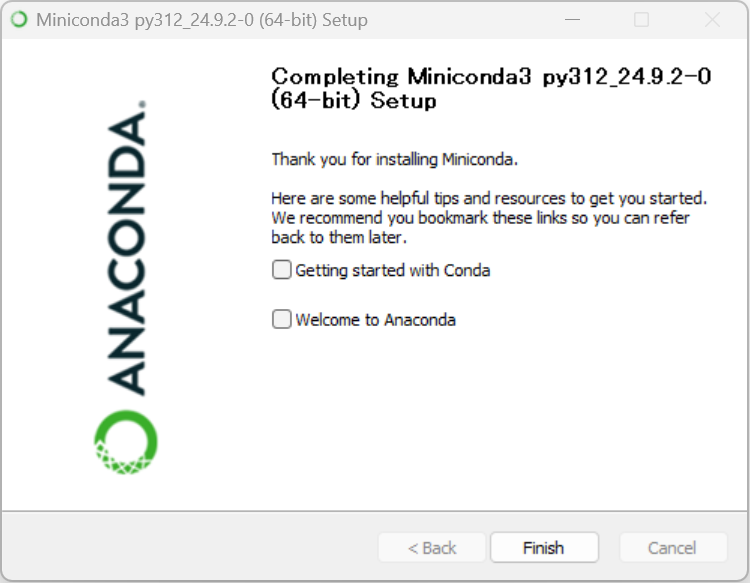 Miniconda3 py312_24.9.2-0 (64-bit) Setup
ANACONDA.
Completing Miniconda3 py312_24.9.2-0
(64-bit) Setup
Thank you for installing Miniconda.
Here are some helpful tips and resources to get you started.
We recommend you bookmark these links so you can refer
back to them later.
Getting started with Conda
Welcome to Anaconda
< Back
Finish
Cancel